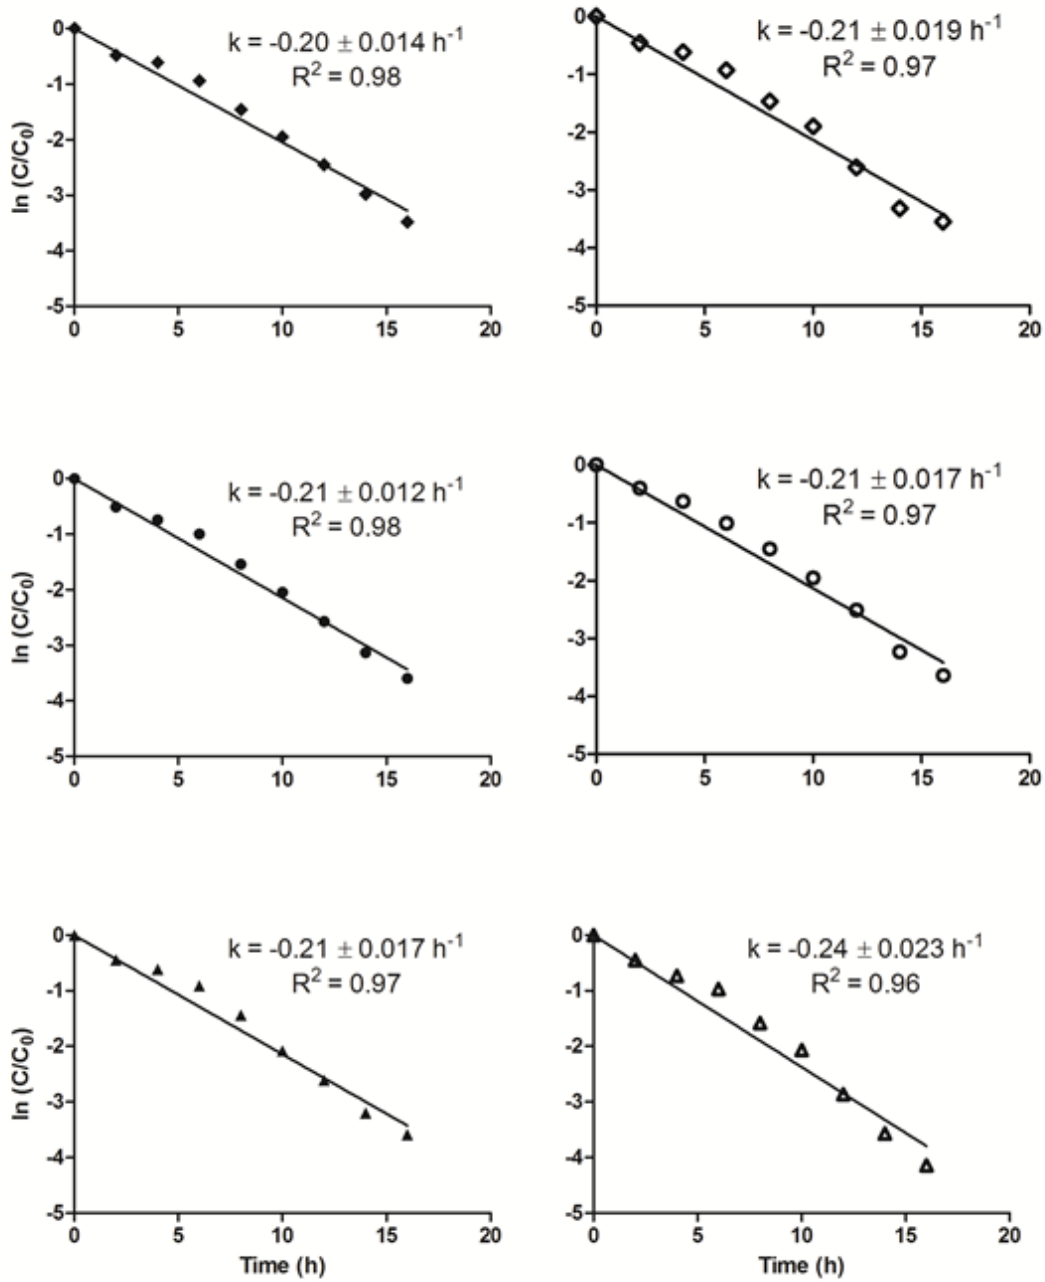 k = -0.20 ± 0.014 h⁻¹
R² = 0.98
ln (C/C₀)
0
-1
-2
-3
-4
-5
0 5 10 15 20
k = -0.21 ± 0.019 h⁻¹
R² = 0.97
0
-1
-2
-3
-4
-5
0 5 10 15 20
k = -0.21 ± 0.012 h⁻¹
R² = 0.98
ln (C/C₀)
0
-1
-2
-3
-4
-5
0 5 10 15 20
k = -0.21 ± 0.017 h⁻¹
R² = 0.97
0
-1
-2
-3
-4
-5
0 5 10 15 20
k = -0.21 ± 0.017 h⁻¹
R² = 0.97
ln (C/C₀)
0
-1
-2
-3
-4
-5
0 5 10 15 20
Time (h)
k = -0.24 ± 0.023 h⁻¹
R² = 0.96
0
-1
-2
-3
-4
-5
0 5 10 15 20
Time (h)